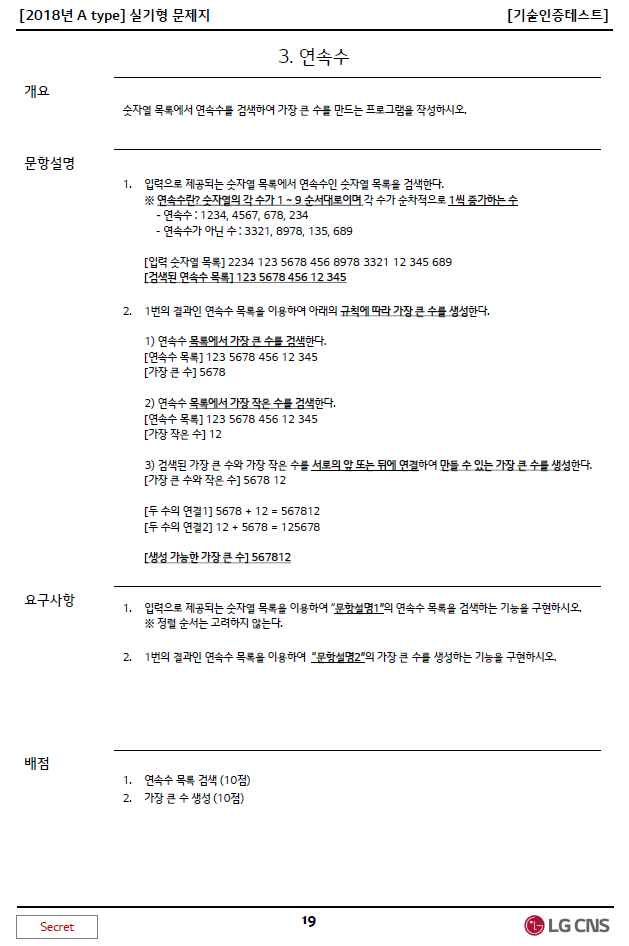 [2018년 A type] 실기형 문제지
[기술인증테스트]
3. 연속수
개요
숫자열 목록에서 연속수를 검색하여 가장 큰 수를 만드는 프로그램을 작성하시오.
문항설명
1. 입력으로 제공되는 숫자열 목록에서 연속수인 숫자열 목록을 검색한다.
※ 연속수란? 숫자열의 각 수가 1 ~ 9 순서대로이며 각 수가 순차적으로 1씩 증가하는 수
- 연속수 : 1234, 4567, 678, 234
- 연속수가 아닌 수 : 3321, 8978, 135, 689
[입력 숫자열 목록] 2234 123 5678 456 8978 3321 12 345 689
[검색된 연속수 목록] 123 5678 456 12 345
2. 1번의 결과인 연속수 목록을 이용하여 아래의 규칙에 따라 가장 큰 수를 생성한다.
1) 연속수 목록에서 가장 큰 수를 검색한다.
[연속수 목록] 123 5678 456 12 345
[가장 큰 수] 5678
2) 연속수 목록에서 가장 작은 수를 검색한다.
[연속수 목록] 123 5678 456 12 345
[가장 작은 수] 12
3) 검색된 가장 큰 수와 가장 작은 수를 서로의 앞 또는 뒤에 연결하여 만들 수 있는 가장 큰 수를 생성한다.
[가장 큰 수와 작은 수] 5678 12
[두 수의 연결1] 5678 + 12 = 567812
[두 수의 연결2] 12 + 5678 = 125678
[생성 가능한 가장 큰 수] 567812
요구사항
1. 입력으로 제공되는 숫자열 목록을 이용하여 “문항설명1”의 연속수 목록을 검색하는 기능을 구현하시오.
※ 정렬 순서는 고려하지 않는다.
2. 1번의 결과인 연속수 목록을 이용하여 “문항설명2”의 가장 큰 수를 생성하는 기능을 구현하시오.
배점
1. 연속수 목록 검색 (10점)
2. 가장 큰 수 생성 (10점)
Secret
19
LG CNS